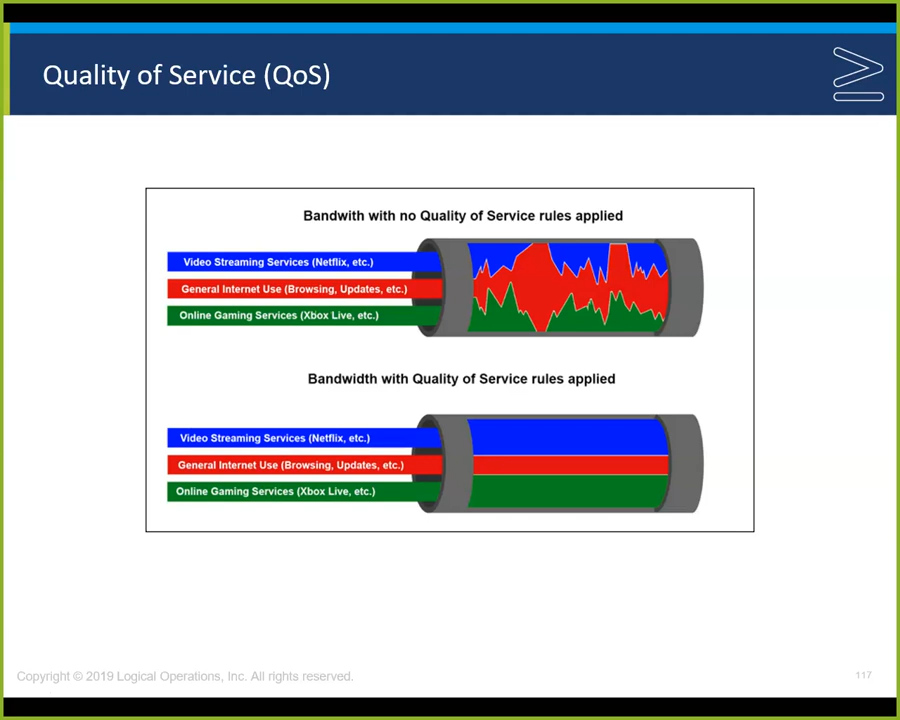 Quality of Service (QoS)
Bandwith with no Quality of Service rules applied
Video Streaming Services (Netflix, etc.)
General Internet Use (Browsing, Updates, etc.)
Online Gaming Services (Xbox Live, etc.)
Bandwidth with Quality of Service rules applied
Video Streaming Services (Netflix, etc.)
General Internet Use (Browsing, Updates, etc.)
Online Gaming Services (Xbox Live, etc.)
Copyright © 2019 Logical Operations, Inc. All rights reserved.
117